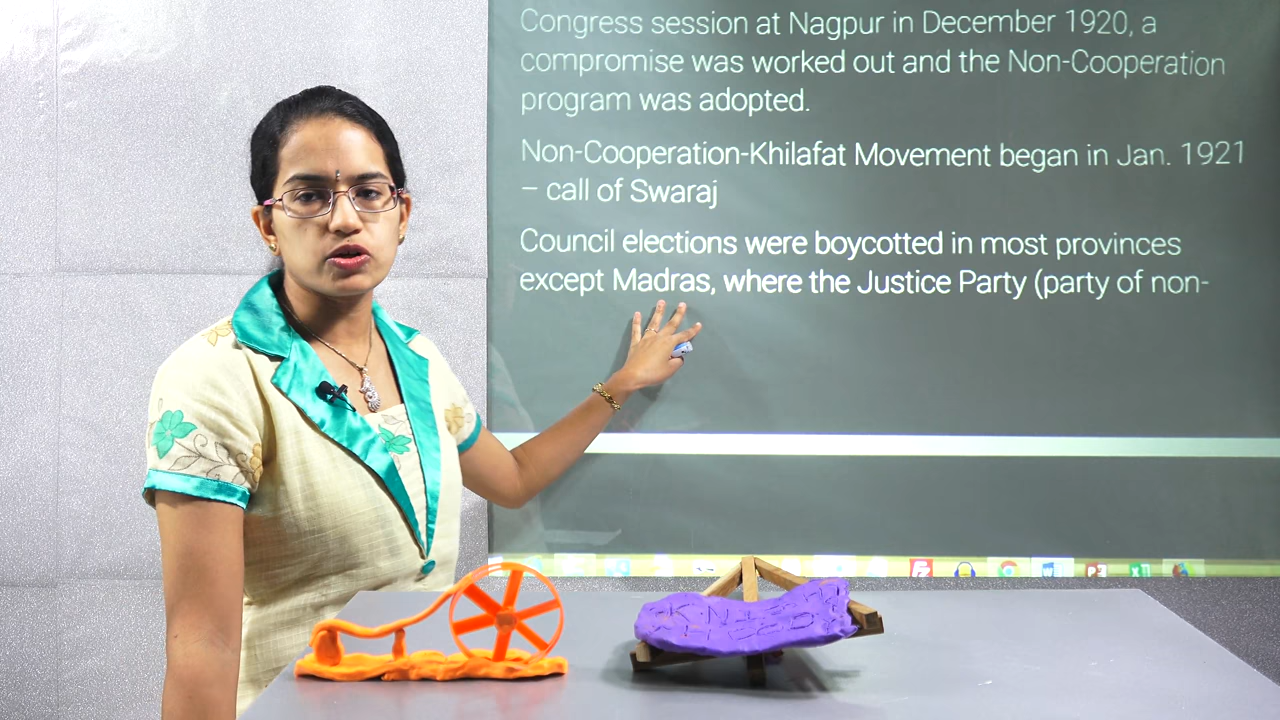 Congress session at Nagpur in December 1920, a
compromise was worked out and the Non-Cooperation
program was adopted.
Non-Cooperation-Khilafat Movement began in Jan. 1921
– call of Swaraj
Council elections were boycotted in most provinces
except Madras, where the Justice Party (party of non-